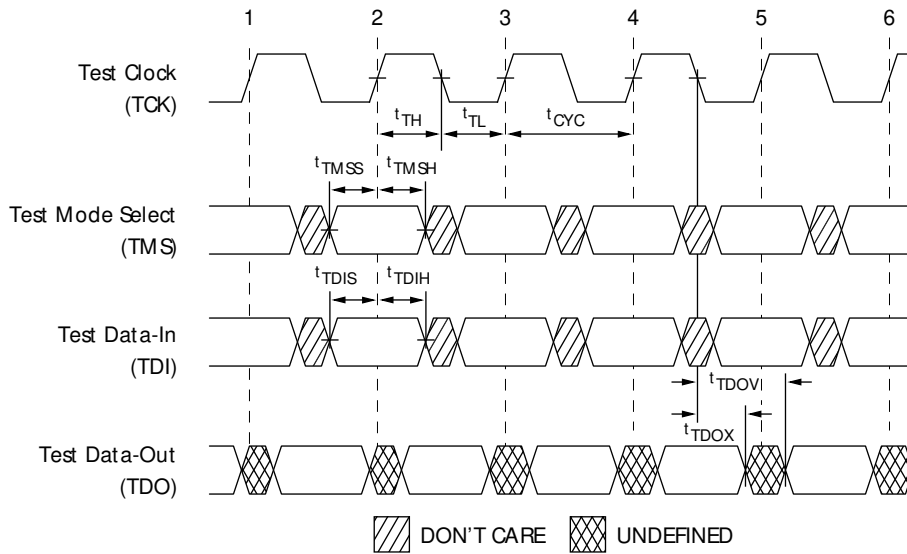 1 2 3 4 5 6
Test Clock
(TCK)
tTH tTL tCYC
tTMSS tTMSH
Test Mode Select
(TMS)
tTDIS tTDIH
Test Data-In
(TDI)
tTDOV
tTDOX
Test Data-Out
(TDO)
DON'T CARE UNDEFINED